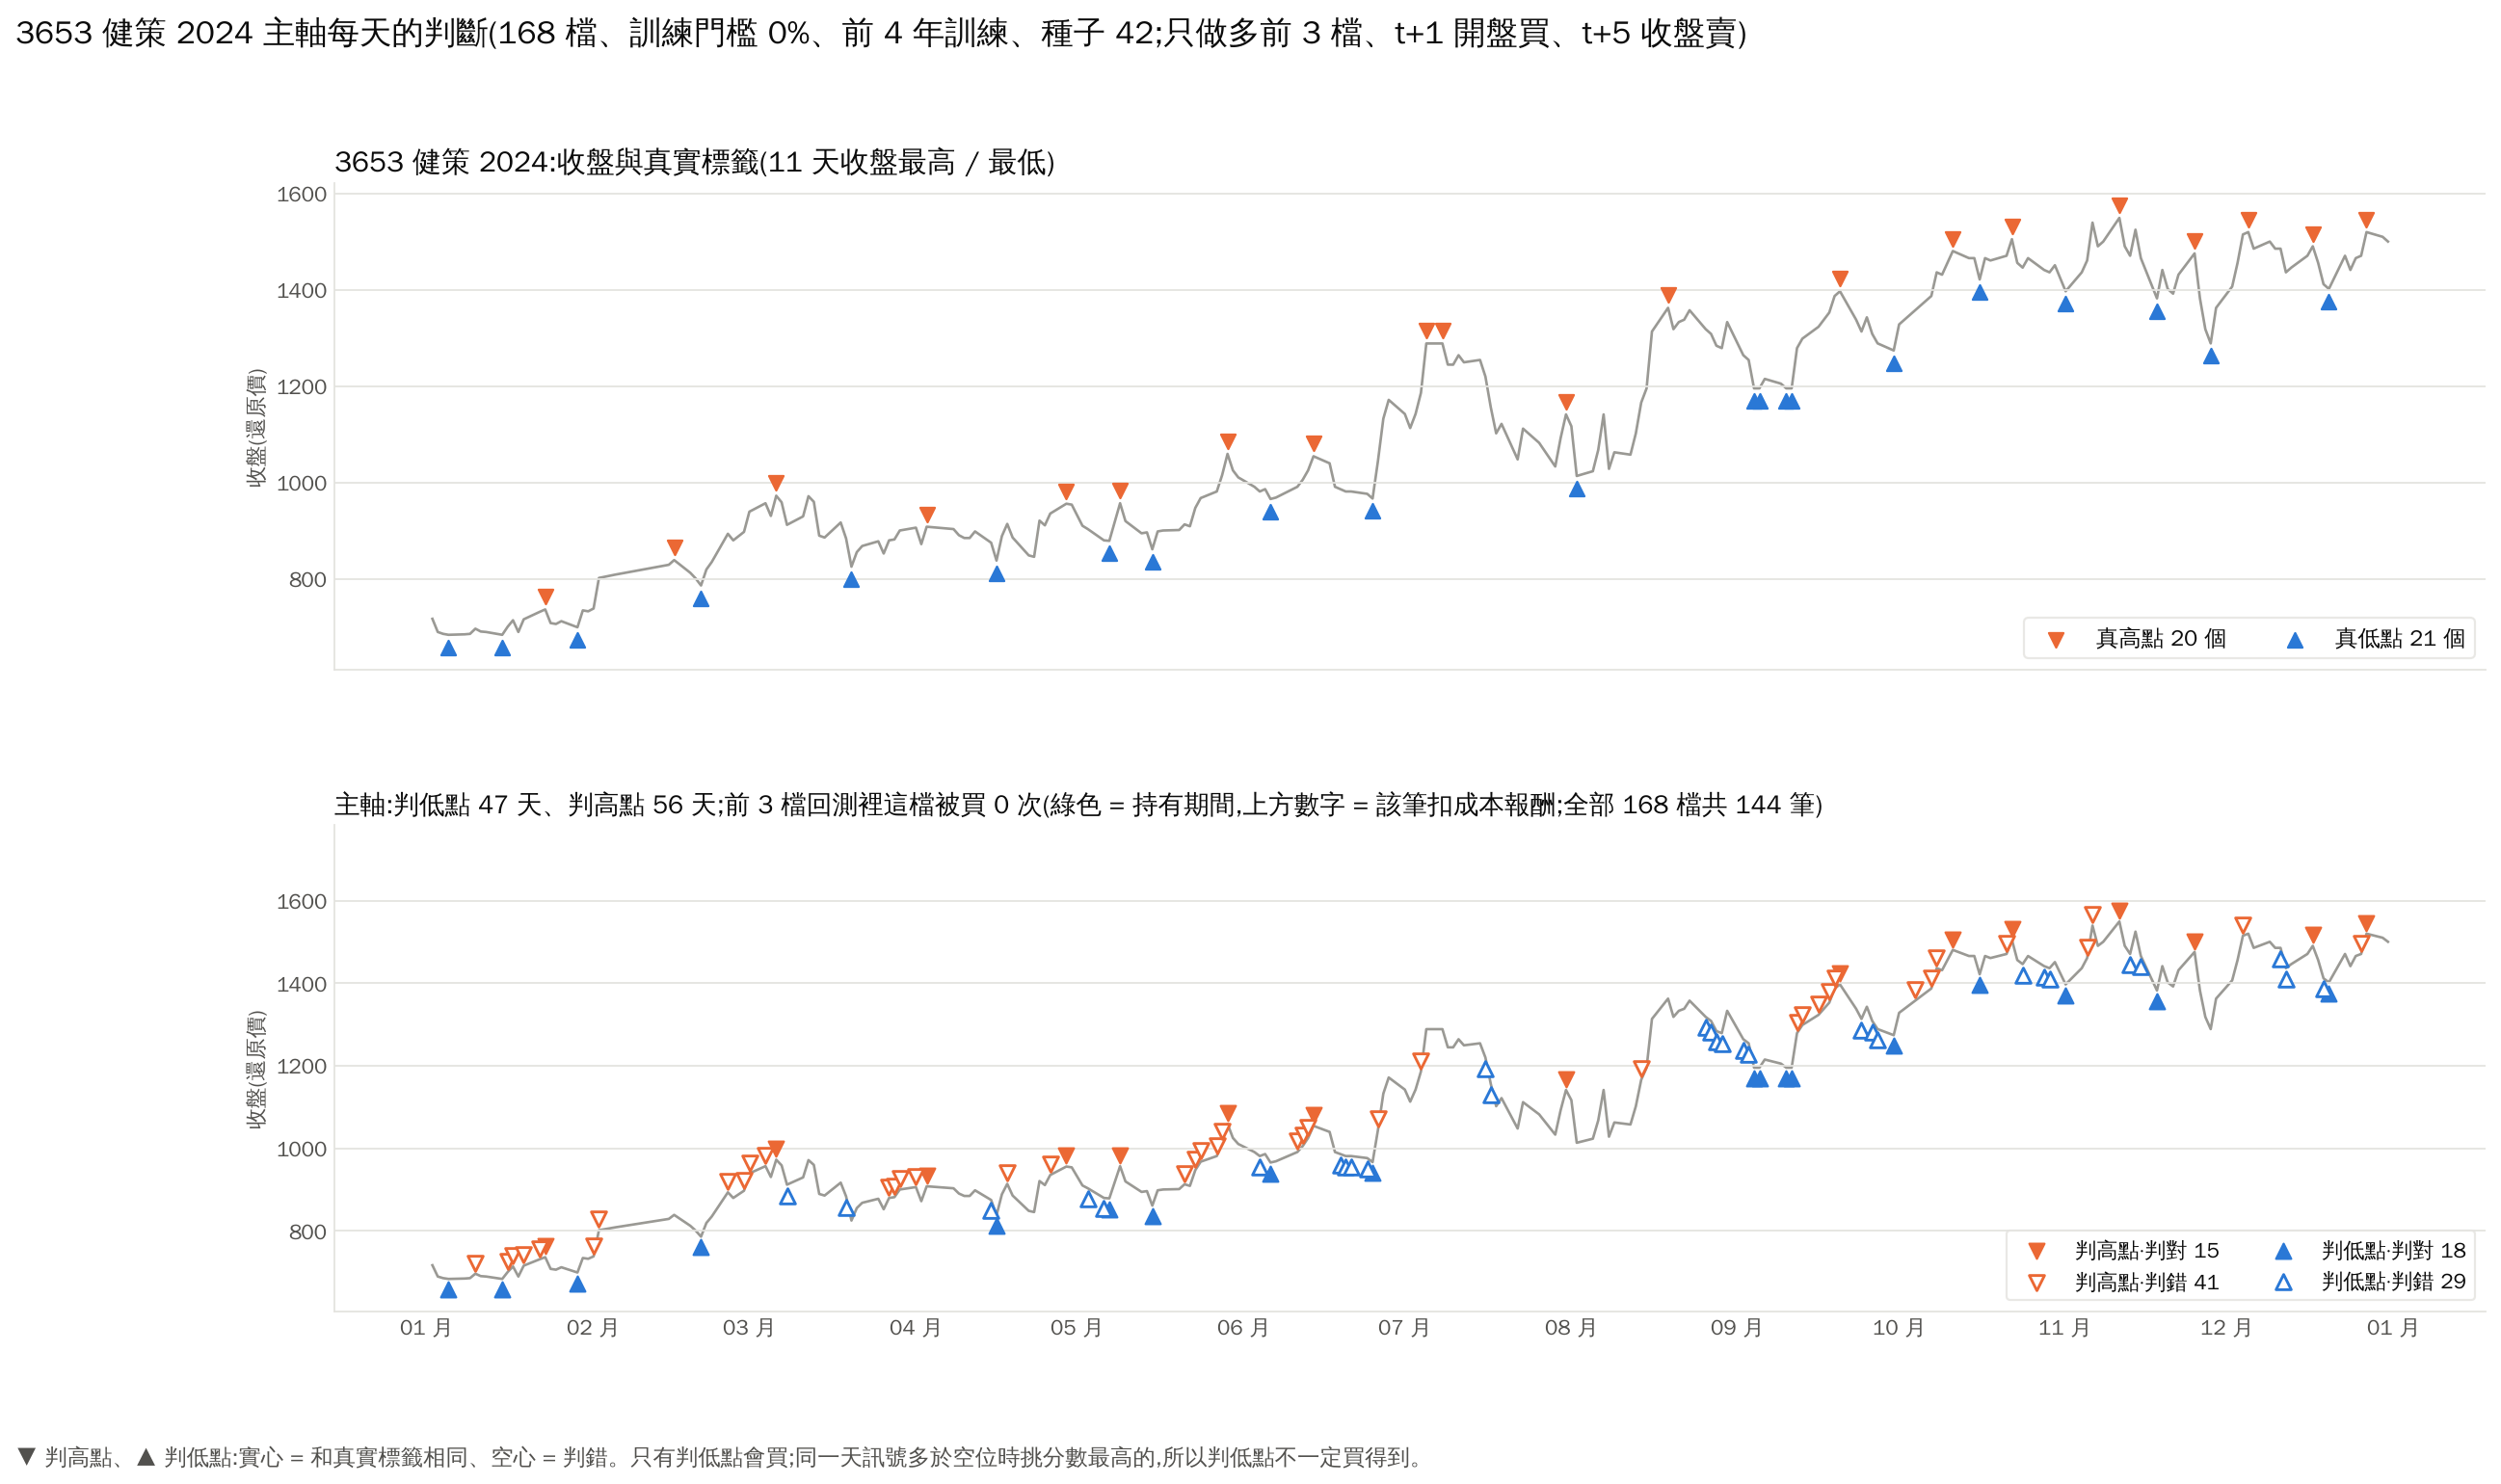 3653 健策 2024 主軸每天的判斷(168 檔、訓練門檻 0%、前 4 年訓練、種子 42;只做多前 3 檔、t+1 開盤買、t+5 收盤賣)
3653 健策 2024:收盤與真實標籤(11 天收盤最高 / 最低)
1600
1400
1200
1000
800
收盤(還原價)
真高點 20 個
真低點 21 個
主軸:判低點 47 天、判高點 56 天;前 3 檔回測裡這檔被買 0 次(綠色 = 持有期間,上方數字 = 該筆扣成本報酬;全部 168 檔共 144 筆)
1600
1400
1200
1000
800
收盤(還原價)
判高點·判對 15
判低點·判對 18
判高點·判錯 41
判低點·判錯 29
01 月
02 月
03 月
04 月
05 月
06 月
07 月
08 月
09 月
10 月
11 月
12 月
01 月
▼ 判高點、▲ 判低點:實心 = 和真實標籤相同、空心 = 判錯。只有判低點會買;同一天訊號多於空位時挑分數最高的,所以判低點不一定買得到。